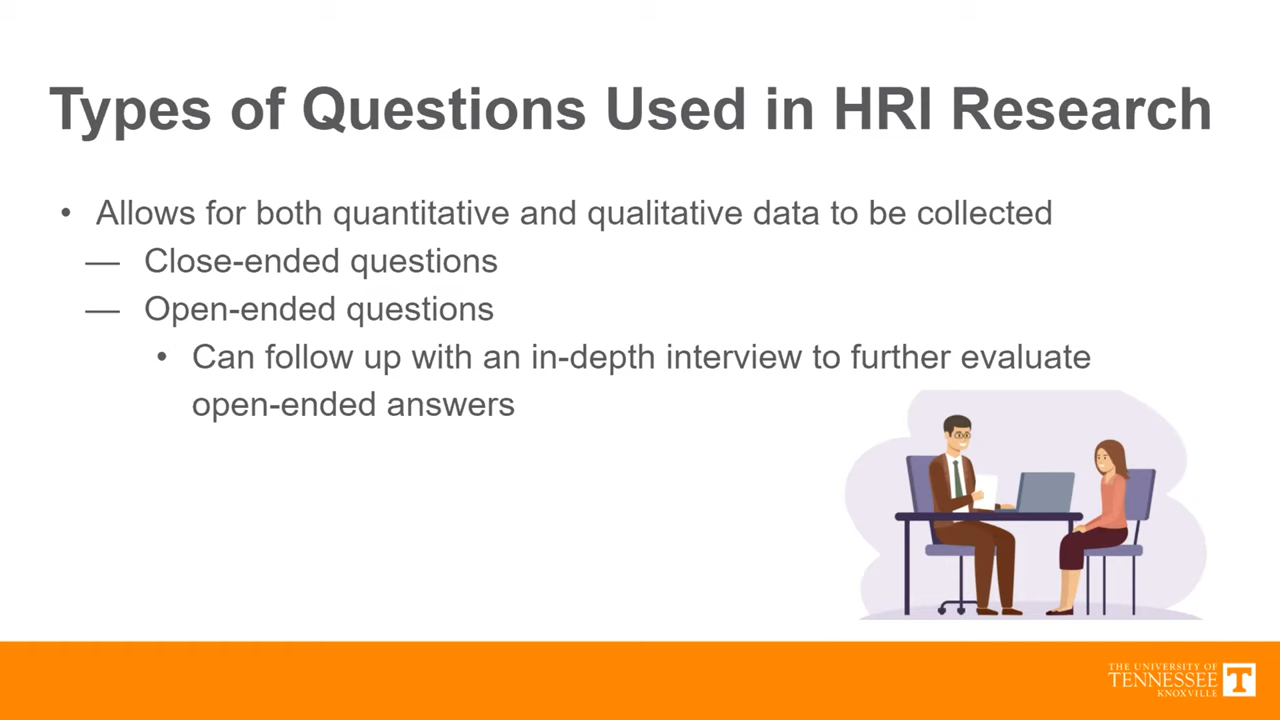 Types of Questions Used in HRI Research
• Allows for both quantitative and qualitative data to be collected
— Close-ended questions
— Open-ended questions
• Can follow up with an in-depth interview to further evaluate
open-ended answers
THE UNIVERSITY OF
TENNESSEE
KNOXVILLE
T